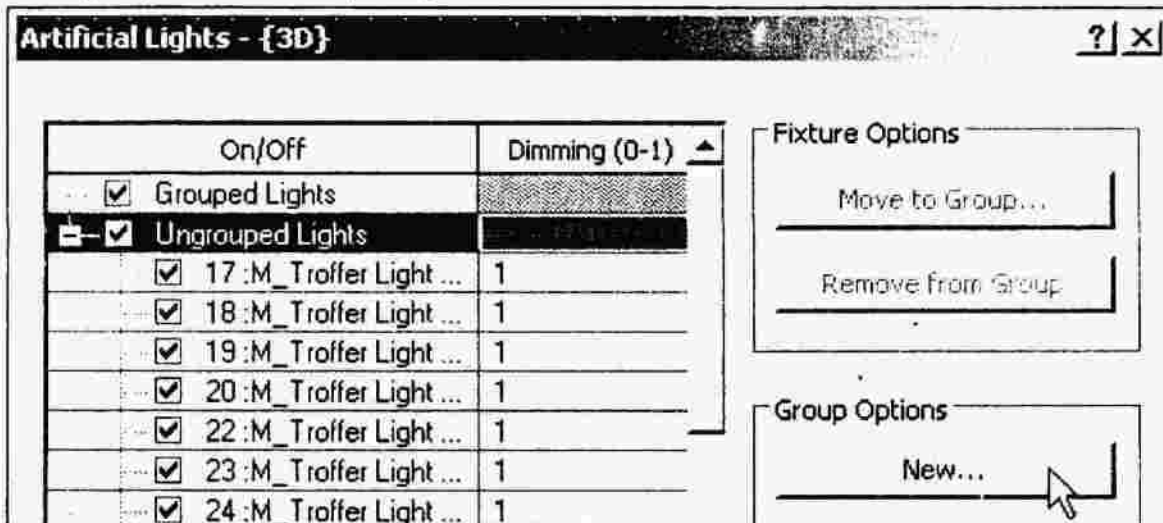 Artificial Lights - {3D}
On/Off Dimming (0-1)
Grouped Lights
Ungrouped Lights
17 :M_Troffer Light ... 1
18 :M_Troffer Light ... 1
19 :M_Troffer Light ... 1
20 :M_Troffer Light ... 1
22 :M_Troffer Light ... 1
23 :M_Troffer Light ... 1
24 :M_Troffer Light ... 1
Fixture Options
Move to Group...
Remove from Group
Group Options
New...